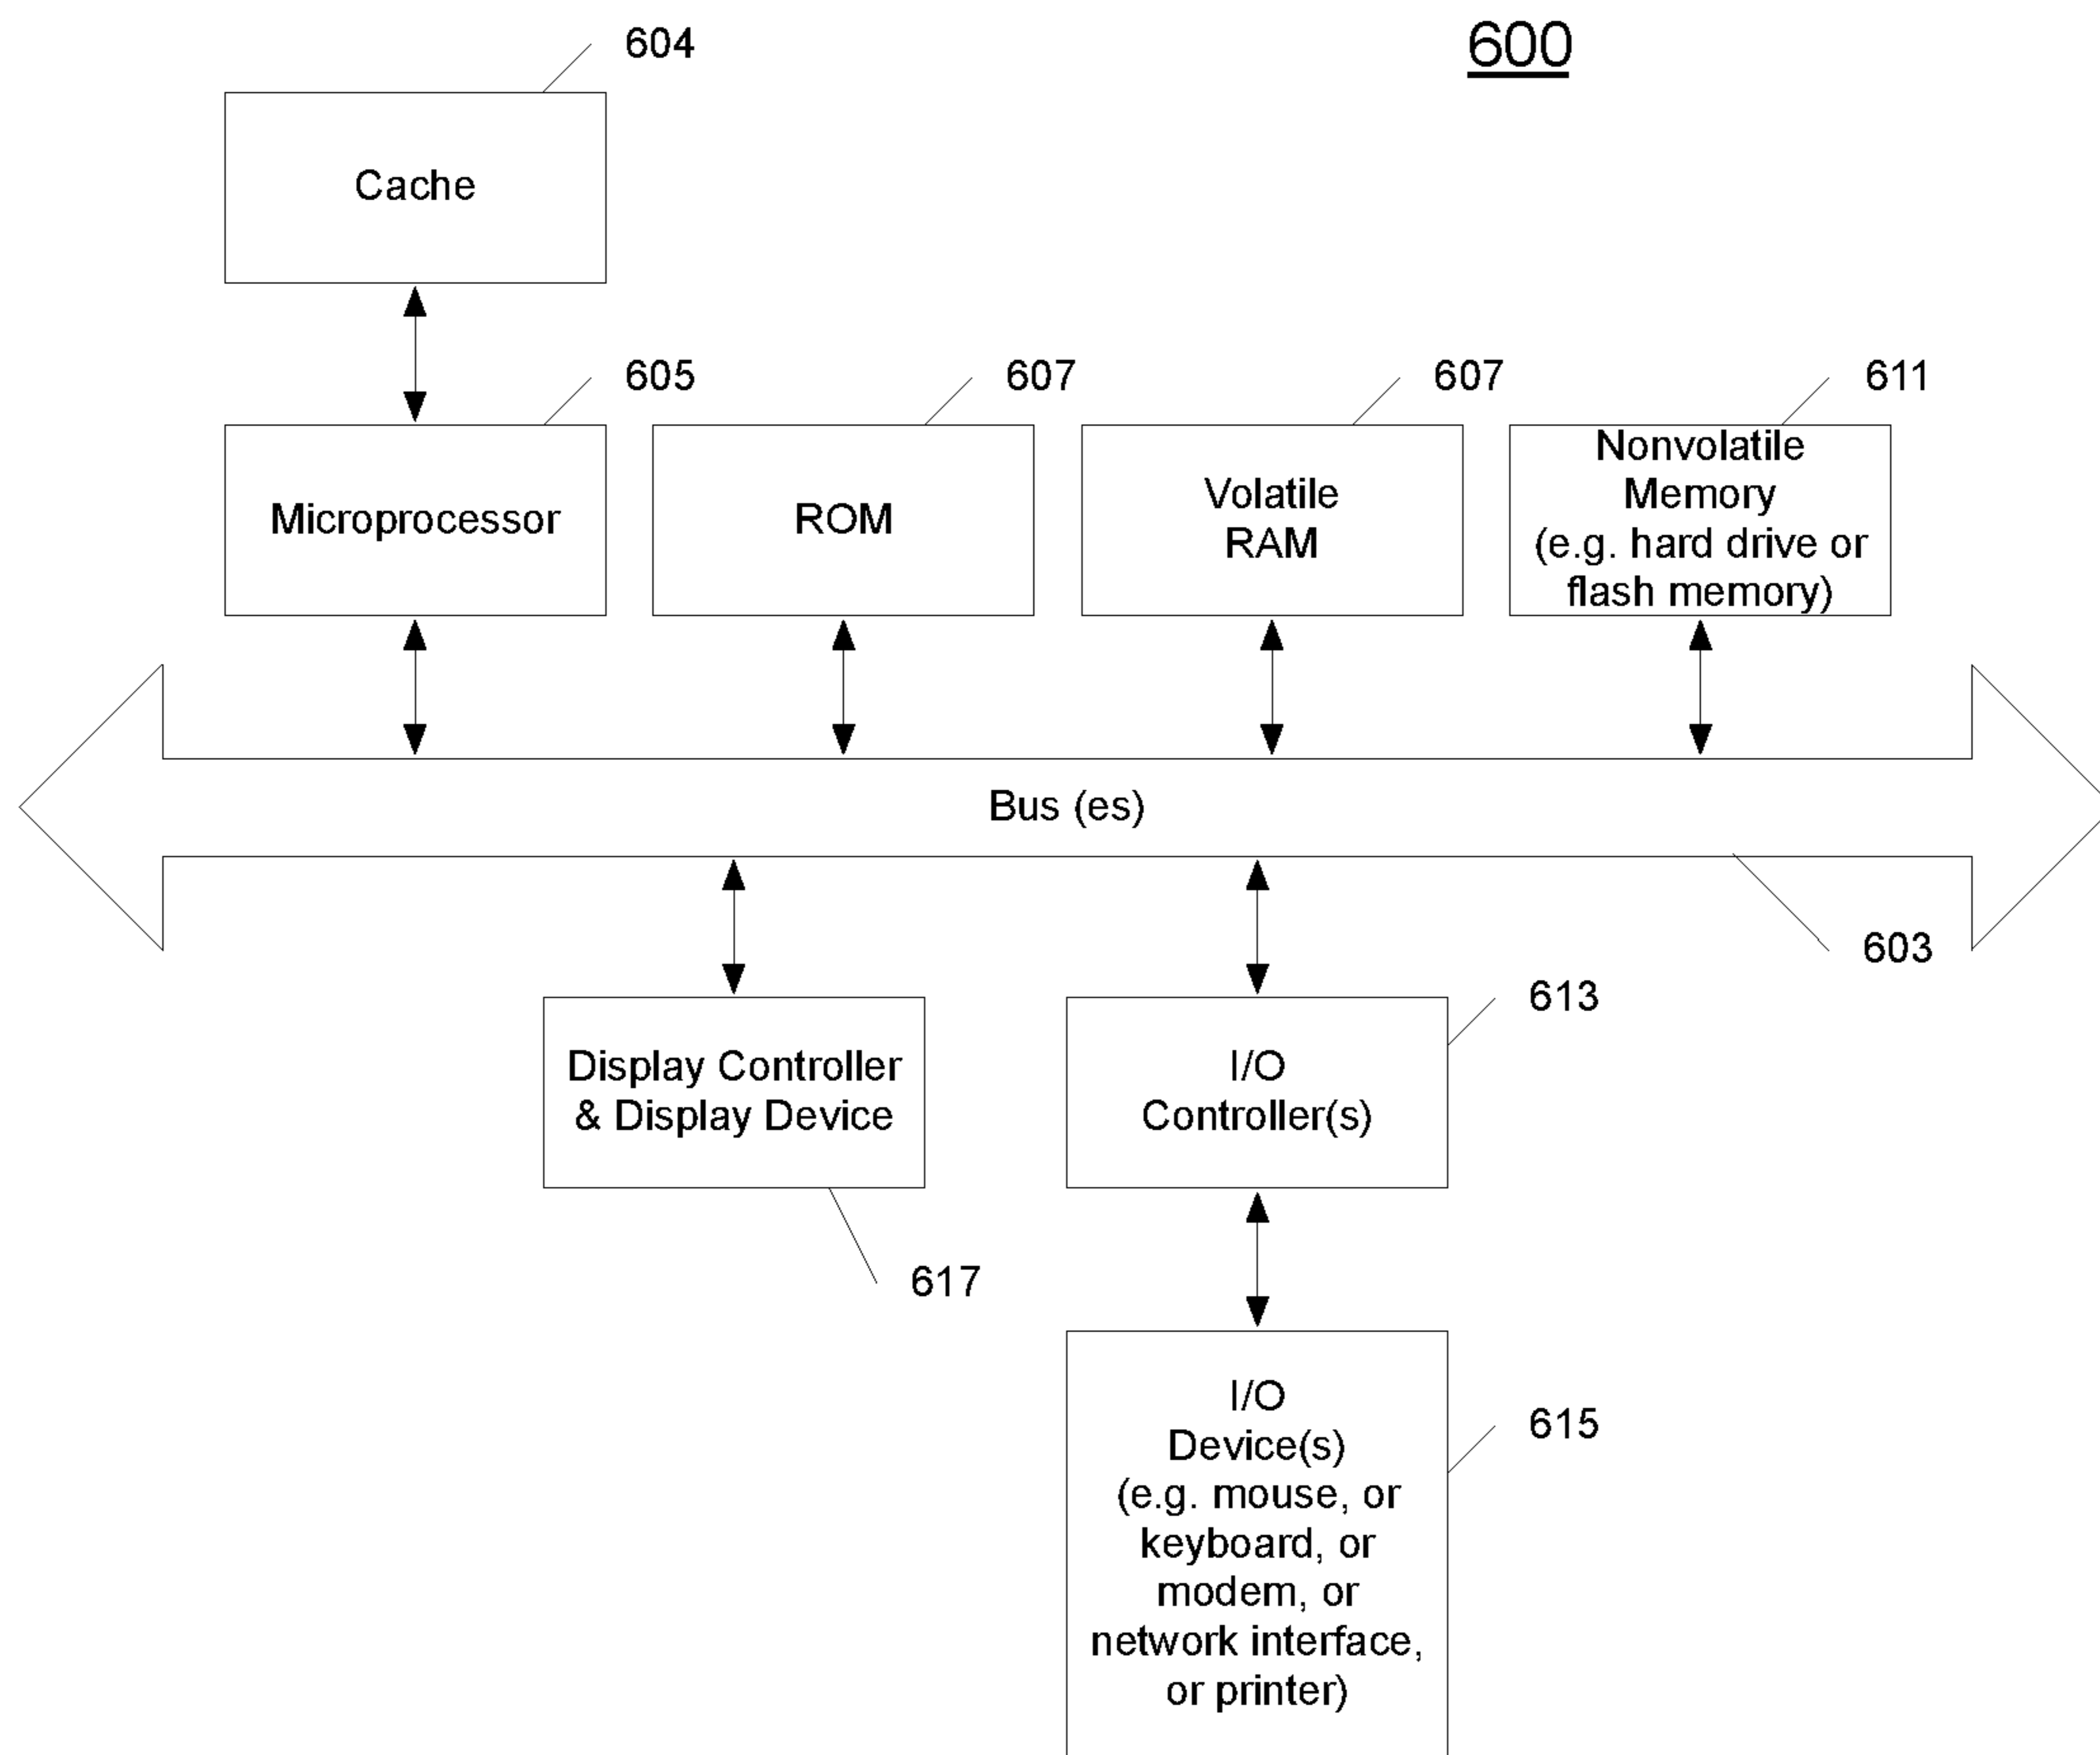 604
600
Cache
605
607
607
611
Microprocessor
ROM
Volatile
RAM
Nonvolatile
Memory
(e.g. hard drive or
flash memory)
Bus (es)
603
613
Display Controller
& Display Device
I/O
Controller(s)
617
I/O
Device(s)
(e.g. mouse, or
keyboard, or
modem, or
network interface,
or printer)
615